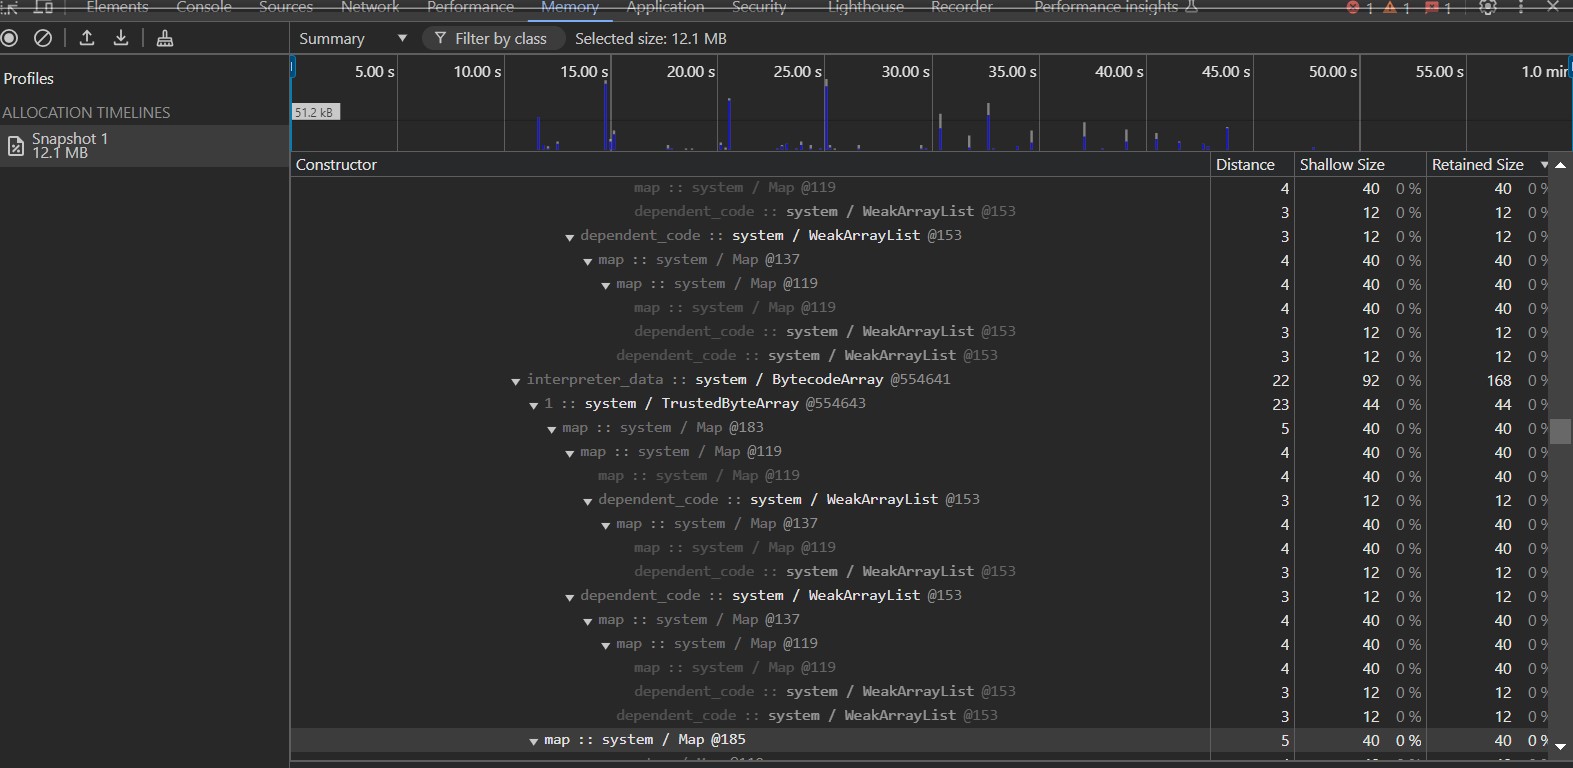 Elements Console Sources Network Performance Memory Application Security Lighthouse Recorder Performance insights 1 1 1
Summary Filter by class Selected size: 12.1 MB
Profiles
ALLOCATION TIMELINES
Snapshot 1
12.1 MB
5.00 s 10.00 s 15.00 s 20.00 s 25.00 s 30.00 s 35.00 s 40.00 s 45.00 s 50.00 s 55.00 s 1.0 min
51.2 kB
Constructor Distance Shallow Size Retained Size
map :: system / Map @119 4 40 0 % 40 0 %
dependent_code :: system / WeakArrayList @153 3 12 0 % 12 0 %
dependent_code :: system / WeakArrayList @153 3 12 0 % 12 0 %
map :: system / Map @137 4 40 0 % 40 0 %
map :: system / Map @119 4 40 0 % 40 0 %
map :: system / Map @119 4 40 0 % 40 0 %
dependent_code :: system / WeakArrayList @153 3 12 0 % 12 0 %
dependent_code :: system / WeakArrayList @153 3 12 0 % 12 0 %
interpreter_data :: system / BytecodeArray @554641 22 92 0 % 168 0 %
1 :: system / TrustedByteArray @554643 23 44 0 % 44 0 %
map :: system / Map @183 5 40 0 % 40 0 %
map :: system / Map @119 4 40 0 % 40 0 %
map :: system / Map @119 4 40 0 % 40 0 %
dependent_code :: system / WeakArrayList @153 3 12 0 % 12 0 %
map :: system / Map @137 4 40 0 % 40 0 %
map :: system / Map @119 4 40 0 % 40 0 %
dependent_code :: system / WeakArrayList @153 3 12 0 % 12 0 %
dependent_code :: system / WeakArrayList @153 3 12 0 % 12 0 %
map :: system / Map @137 4 40 0 % 40 0 %
map :: system / Map @119 4 40 0 % 40 0 %
map :: system / Map @119 4 40 0 % 40 0 %
dependent_code :: system / WeakArrayList @153 3 12 0 % 12 0 %
dependent_code :: system / WeakArrayList @153 3 12 0 % 12 0 %
map :: system / Map @185 5 40 0 % 40 0 %